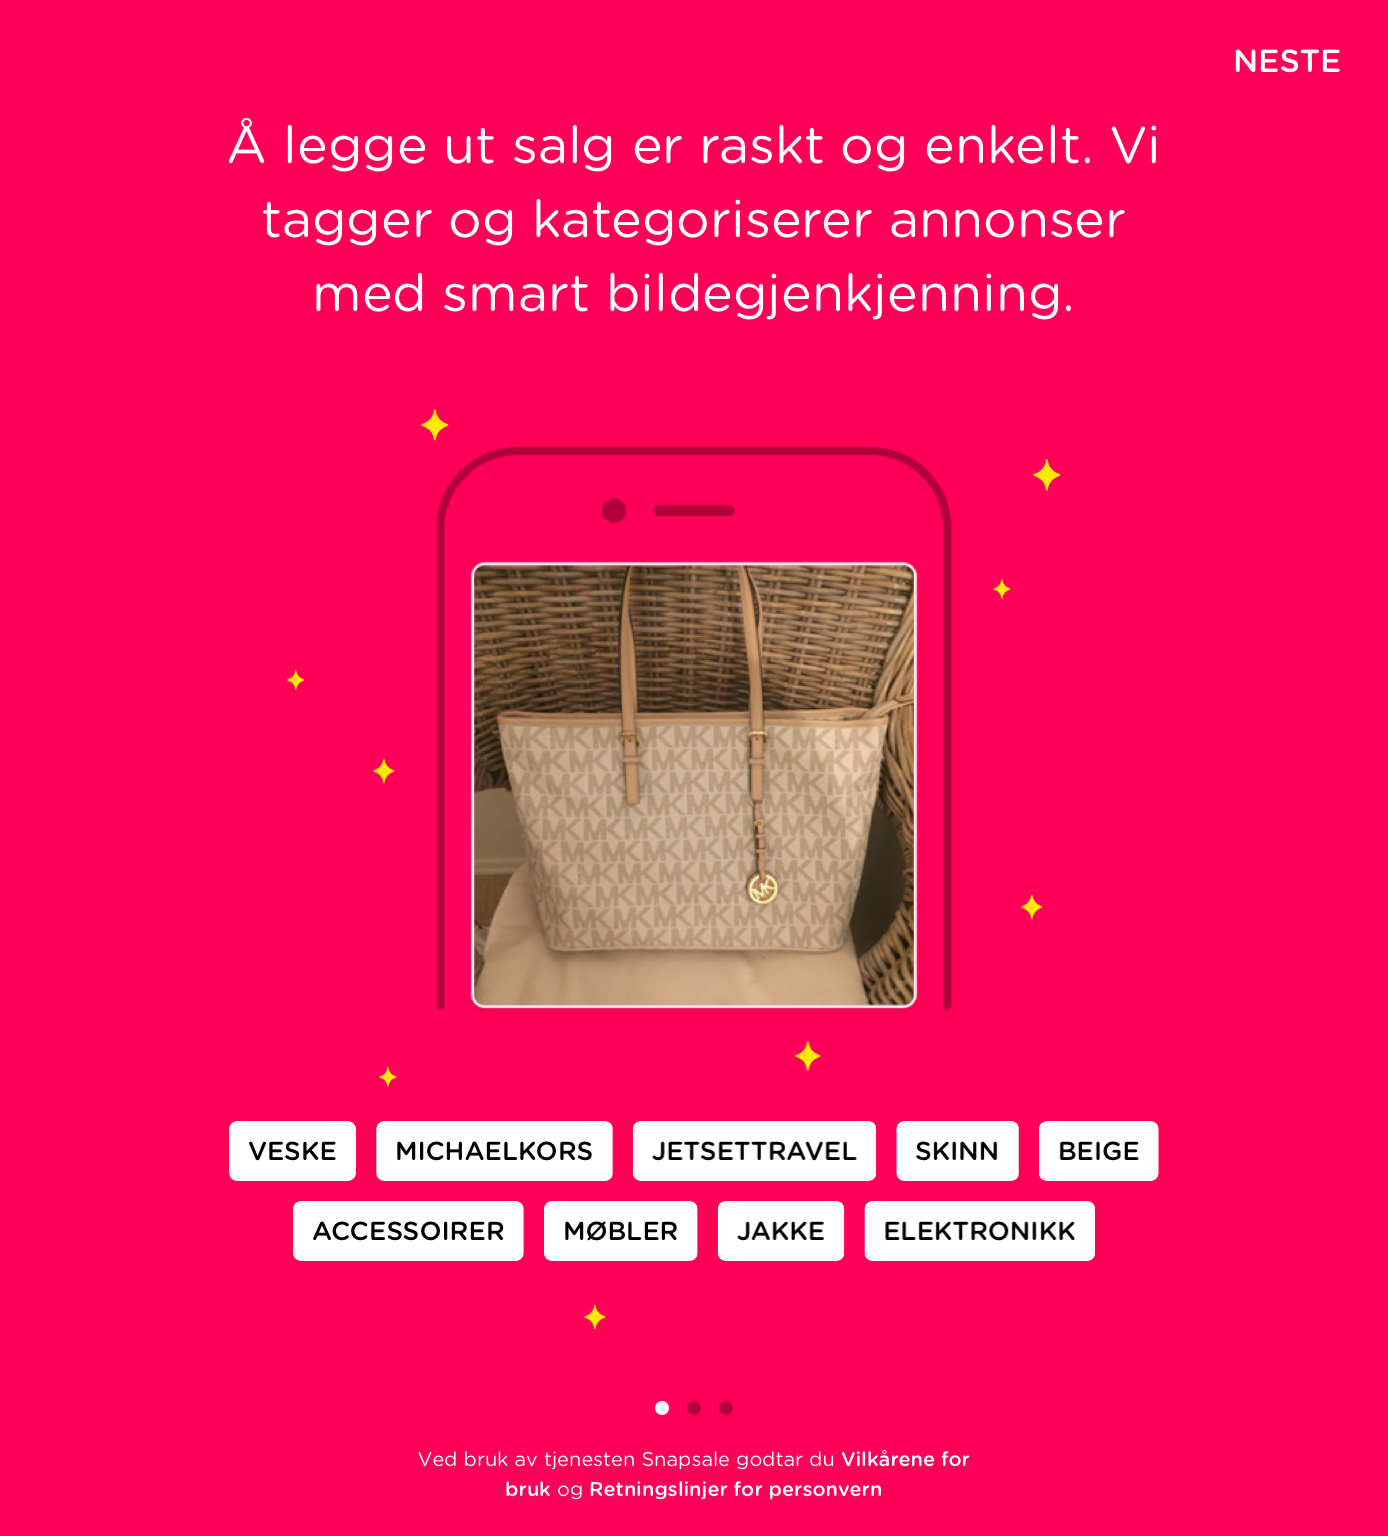 NESTE
Å legge ut salg er raskt og enkelt. Vi
tagger og kategoriserer annonser
med smart bildegjenkjenning.
MK
VESKE MICHAELKORS JETSETTRAVEL SKINN BEIGE
ACCESSOIRER MØBLER JAKKE ELEKTRONIKK
Ved bruk av tjenesten Snapsale godtar du Vilkårene for
bruk og Retningslinjer for personvern